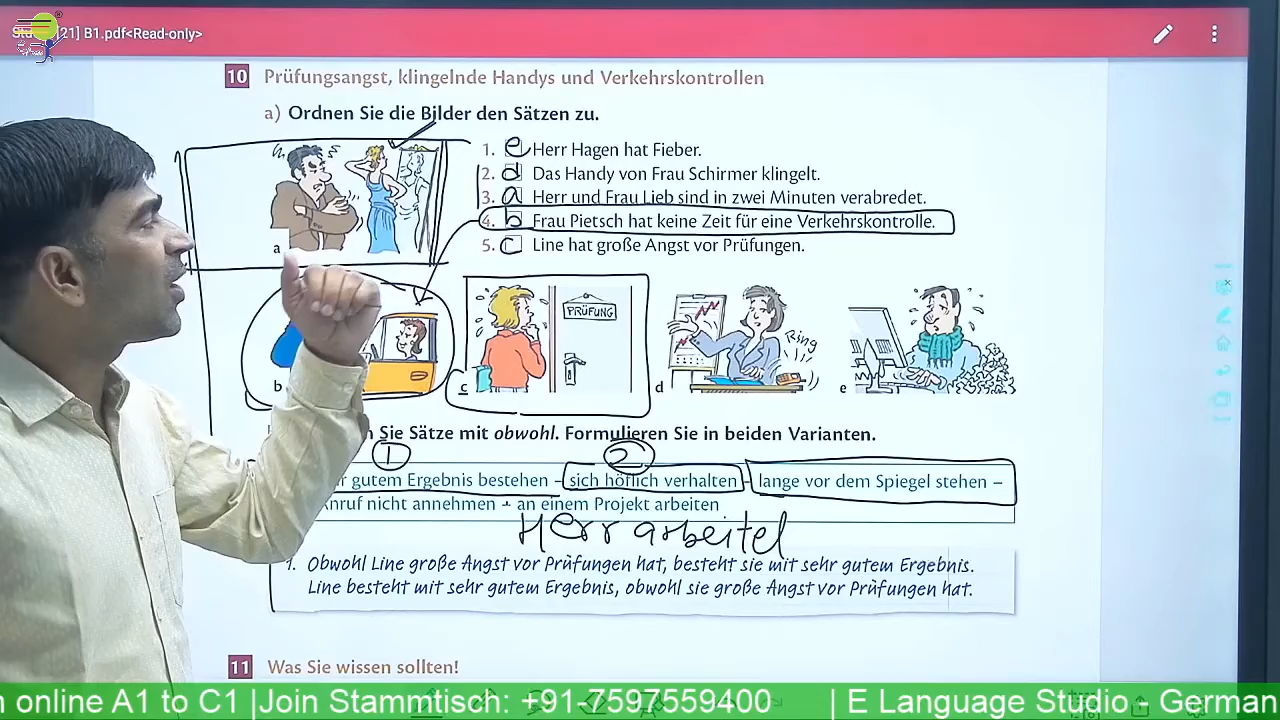 [21] B1.pdf<Read-only>
10 Prüfungsangst, klingelnde Handys und Verkehrskontrollen
a) Ordnen Sie die Bilder den Sätzen zu.
1. e Herr Hagen hat Fieber.
2. d Das Handy von Frau Schirmer klingelt.
3. a Herr und Frau Lieb sind in zwei Minuten verabredet.
4. b Frau Pietsch hat keine Zeit für eine Verkehrskontrolle.
5. c Line hat große Angst vor Prüfungen.
a
PRÜFUNG
Ring
b
c
d
e
Sie Sätze mit obwohl. Formulieren Sie in beiden Varianten.
1
2
gutem Ergebnis bestehen – sich höflich verhalten – lange vor dem Spiegel stehen –
nicht annehmen – an einem Projekt arbeiten
Herr arbeitet
1. Obwohl Line große Angst vor Prüfungen hat, besteht sie mit sehr gutem Ergebnis.
Line besteht mit sehr gutem Ergebnis, obwohl sie große Angst vor Prüfungen hat.
11 Was Sie wissen sollten!
online A1 to C1 |Join Stammtisch: +91-7597559400 | E Language Studio - German